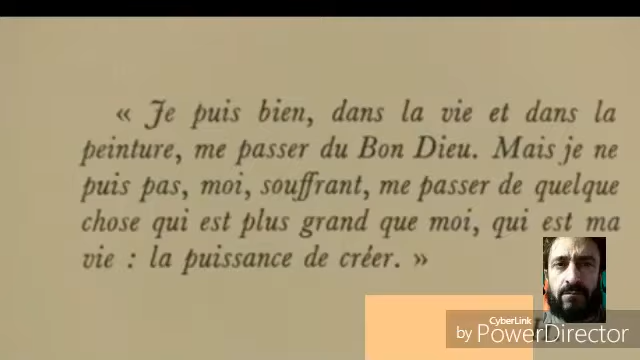 « Je puis bien, dans la vie et dans la
peinture, me passer du Bon Dieu. Mais je ne
puis pas, moi, souffrant, me passer de quelque
chose qui est plus grand que moi, qui est ma
vie : la puissance de créer. »
CyberLink
by PowerDirector